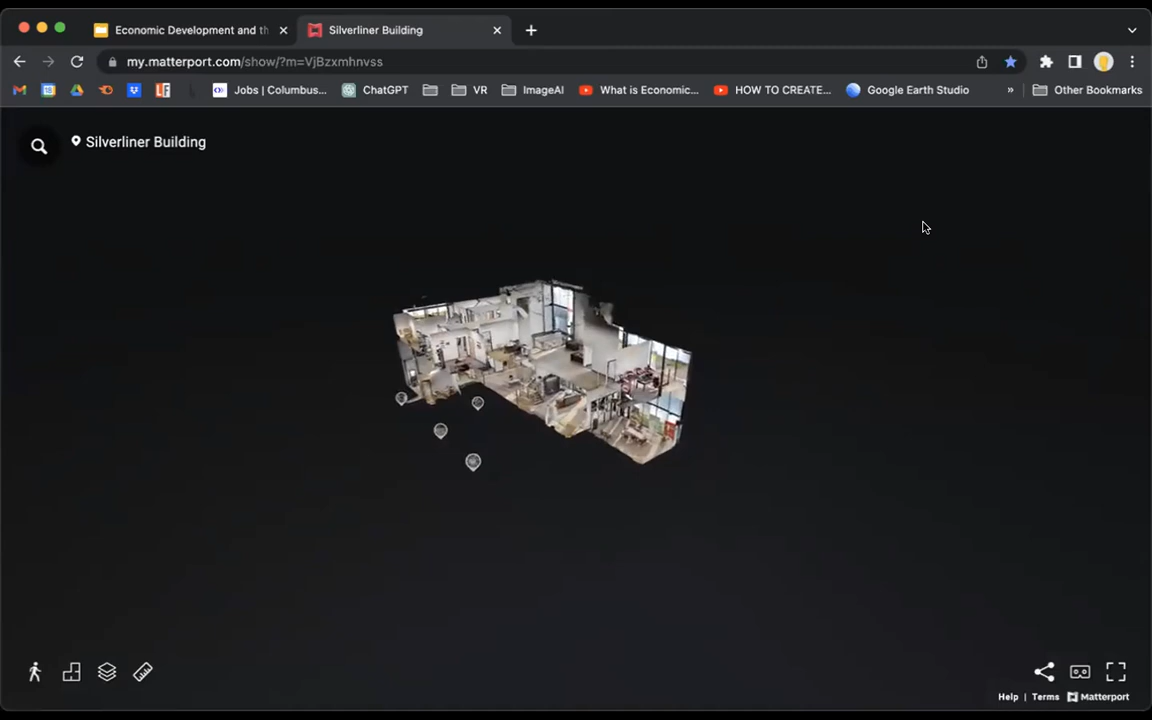 Economic Development and th
Silverliner Building
my.matterport.com/show/?m=VjBzxmhnvss
Jobs | Columbus...
ChatGPT
VR
ImageAI
What is Economic...
HOW TO CREATE...
Google Earth Studio
»
Other Bookmarks
Silverliner Building
Help | Terms
Matterport